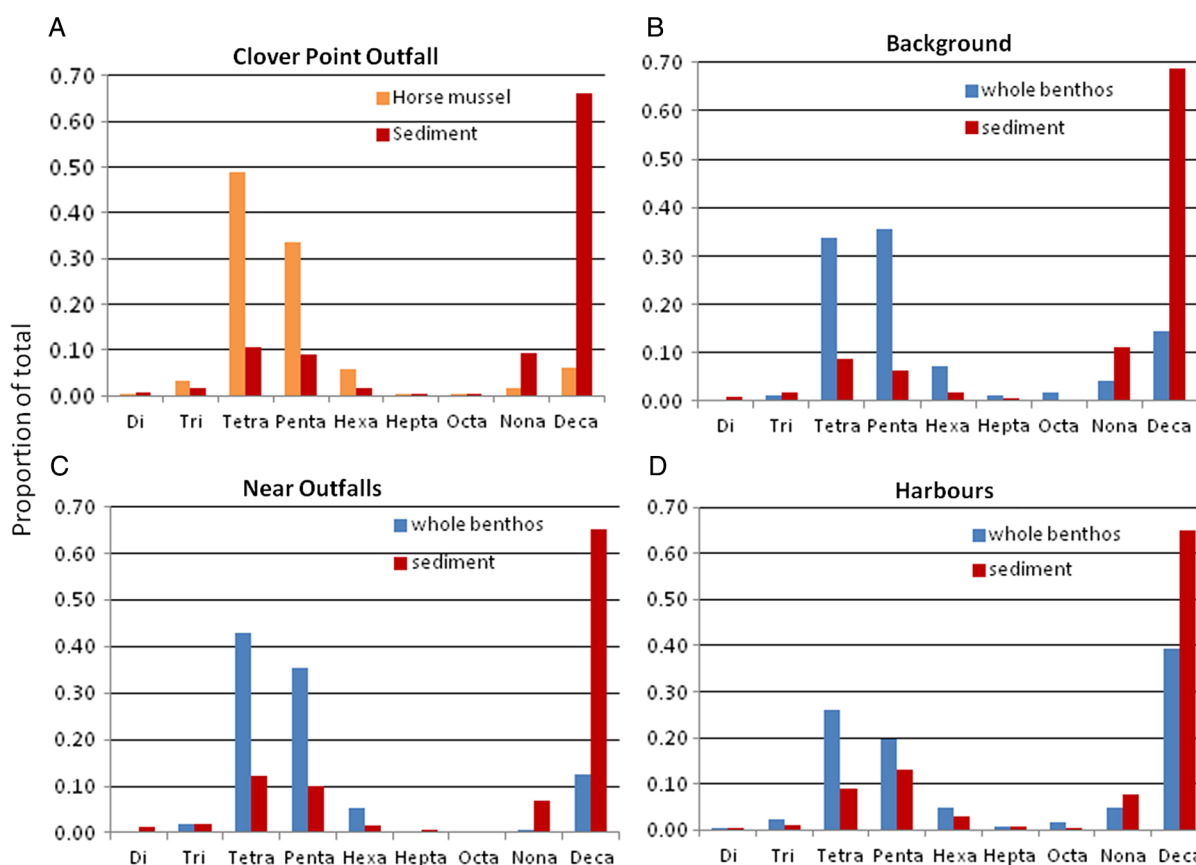 A
Clover Point Outfall
0.70
0.60
0.50
0.40
0.30
0.20
0.10
0.00
Horse mussel
Sediment
Di Tri Tetra Penta Hexa Hepta Octa Nona Deca
B
Background
0.70
0.60
0.50
0.40
0.30
0.20
0.10
0.00
whole benthos
sediment
Di Tri Tetra Penta Hexa Hepta Octa Nona Deca
Proportion of total
C
Near Outfalls
0.70
0.60
0.50
0.40
0.30
0.20
0.10
0.00
whole benthos
sediment
Di Tri Tetra Penta Hexa Hepta Octa Nona Deca
D
Harbours
0.70
0.60
0.50
0.40
0.30
0.20
0.10
0.00
whole benthos
sediment
Di Tri Tetra Penta Hexa Hepta Octa Nona Deca